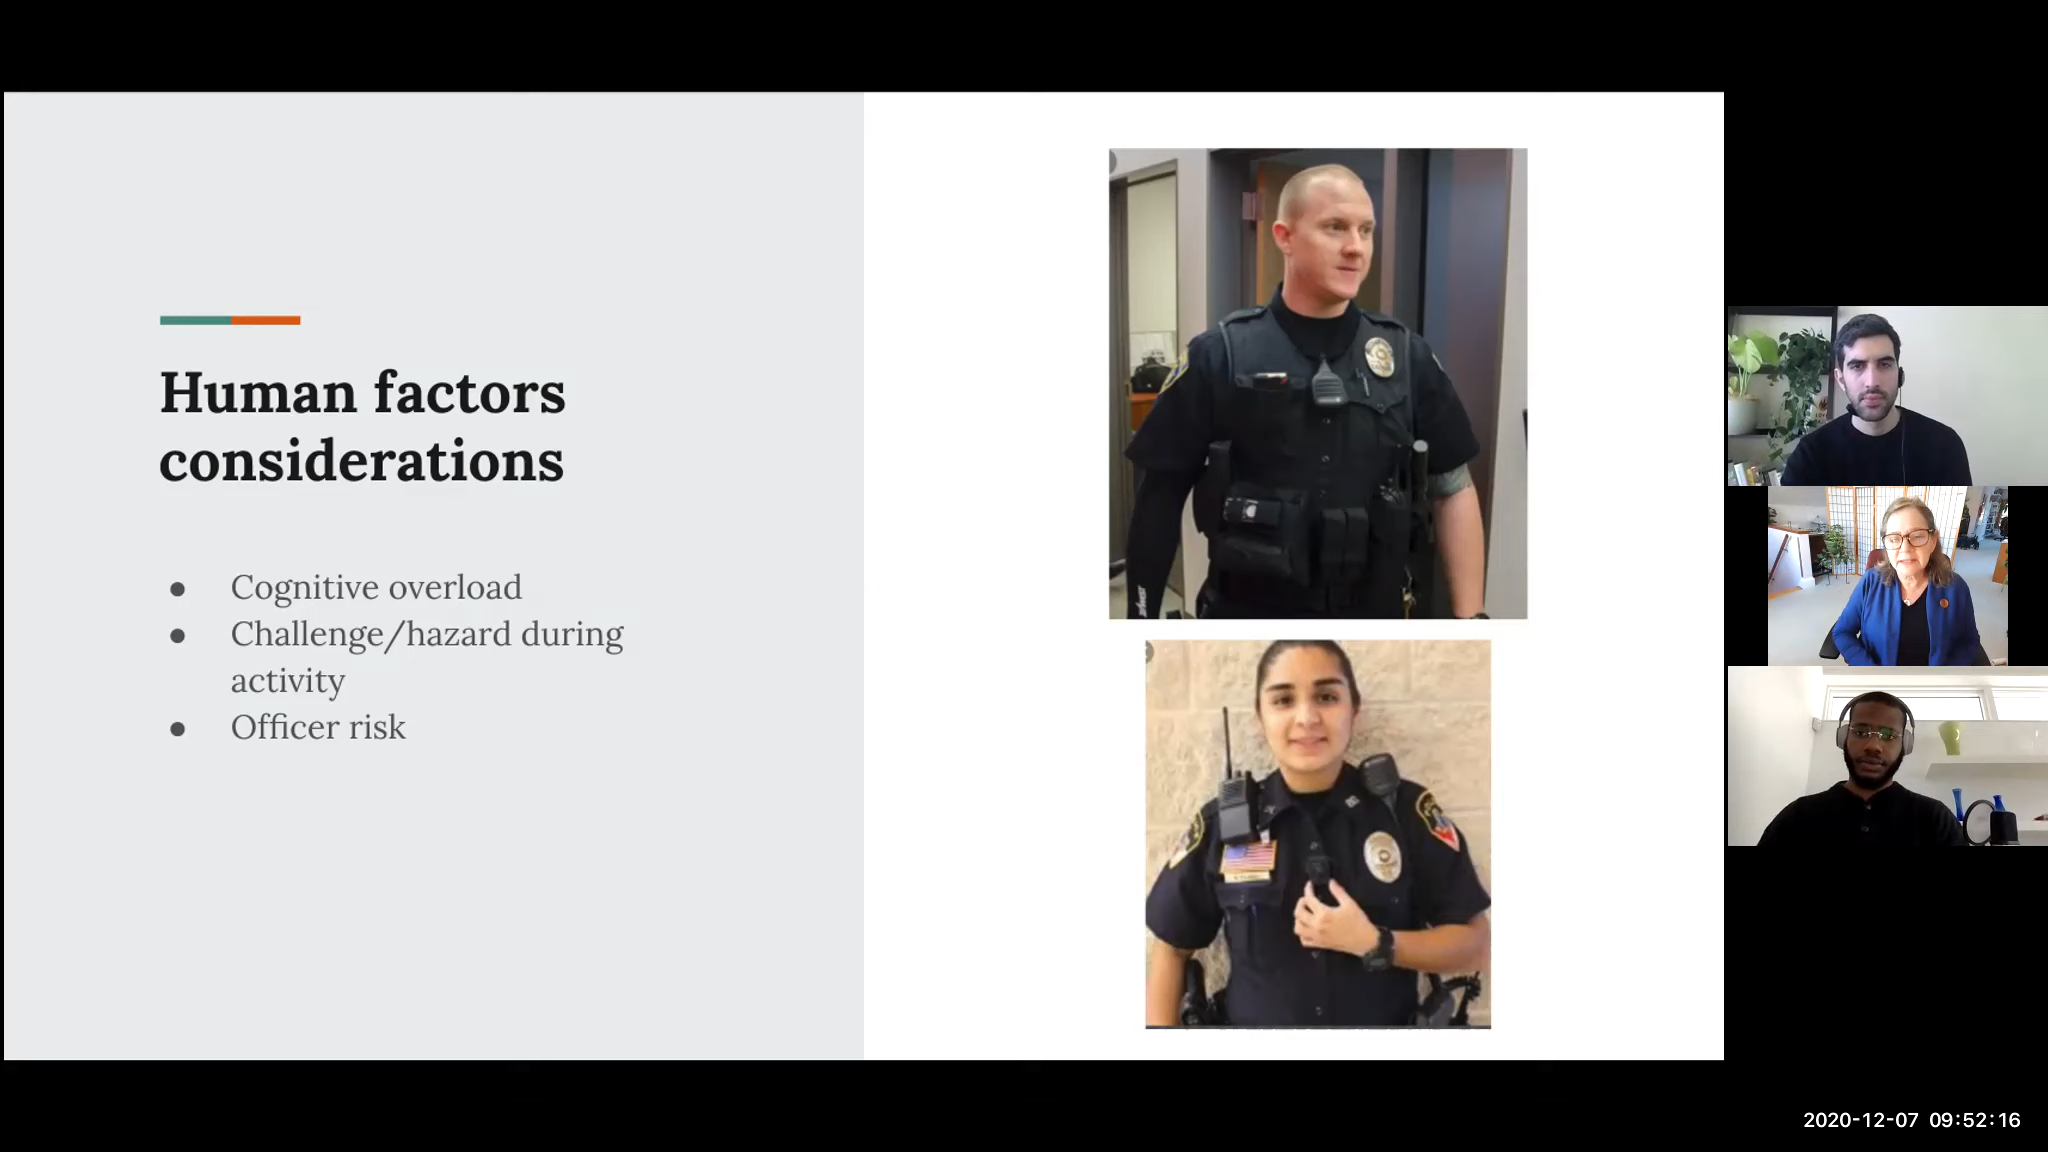 Human factors
considerations
● Cognitive overload
● Challenge/hazard during
activity
● Officer risk
2020-12-07 09:52:16